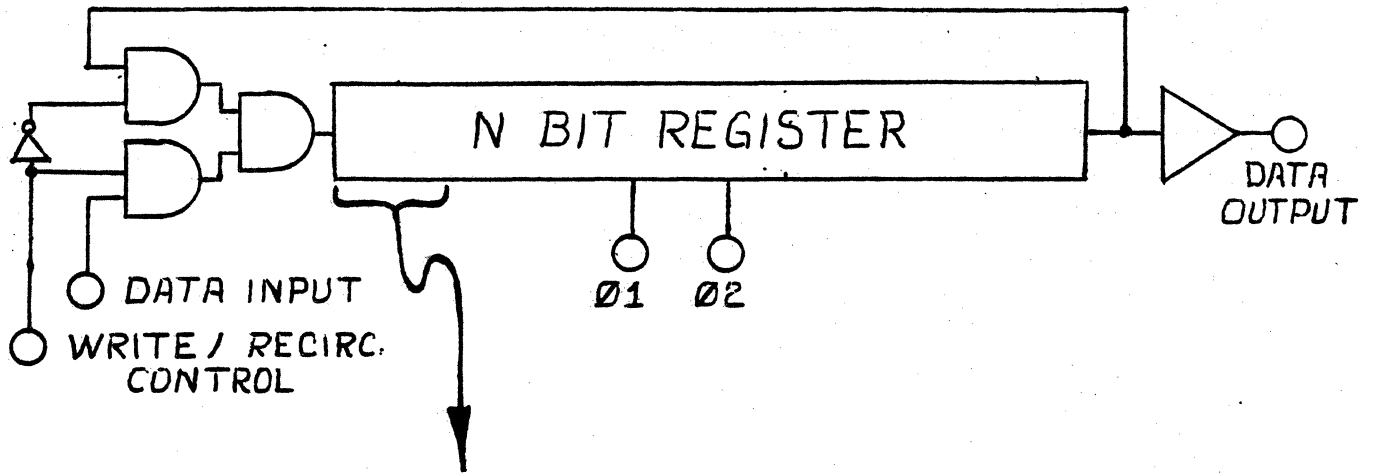 N BIT REGISTER
DATA
OUTPUT
Ø1 Ø2
DATA INPUT
WRITE / RECIRC.
CONTROL